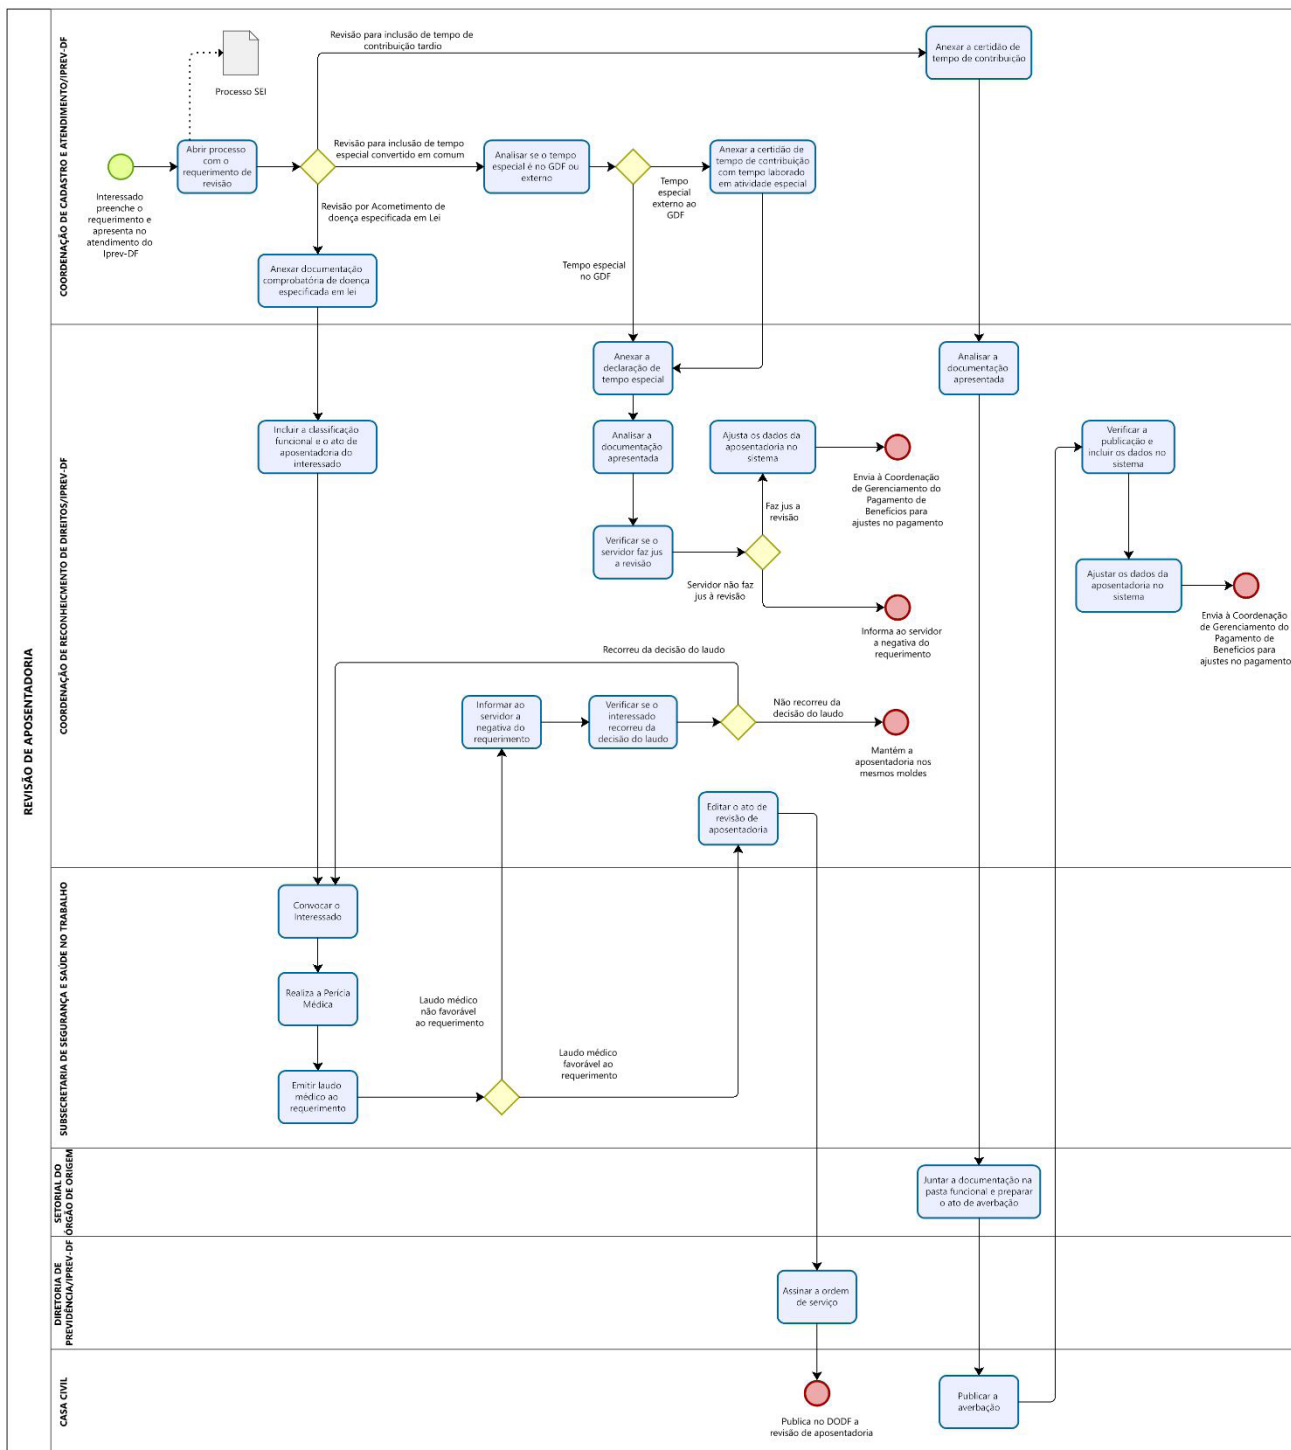 REVISÃO DE APOSENTADORIA
COORDENAÇÃO DE CADASTRO E ATENDIMENTO/IPREV-DF
Revisão para inclusão de tempo de
contribuição tardio
Anexar a certidão de
tempo de contribuição
Processo SEI
Abrir processo
com o
requerimento de
revisão
Interessado
preenche o
requerimento e
apresenta no
atendimento do
Iprev-DF
Revisão para inclusão de tempo
especial convertido em comum
Analisar se o tempo
especial é no GDF ou
externo
Anexar a certidão de
tempo de contribuição
com tempo laborado
em atividade especial
Tempo
especial
externo ao
GDF
Revisão por Acometimento de
doença especificada em Lei
Anexar documentação
comprobatória de doença
especificada em lei
Tempo especial
no GDF
COORDENAÇÃO DE RECONHEICMENTO DE DIREITOS/IPREV-DF
Anexar a
declaração de
tempo especial
Analisar a
documentação
apresentada
Incluir a classificação
funcional e o ato de
aposentadoria do
interessado
Analisar a
documentação
apresentada
Ajusta os dados da
aposentadoria no
sistema
Envia à Coordenação
de Gerenciamento do
Pagamento de
Benefícios para
ajustes no pagamento
Verificar a
publicação e
incluir os dados no
sistema
Faz jus a
revisão
Verificar se o
servidor faz jus
a revisão
Servidor não faz
jus à revisão
Informa ao servidor
a negativa do
requerimento
Ajustar os dados da
aposentadoria no
sistema
Envia à Coordenação
de Gerenciamento do
Pagamento de
Benefícios para
ajustes no pagamento
Recorreu da decisão do laudo
Informar ao
servidor a
negativa do
requerimento
Verificar se o
interessado
recorreu da
decisão do laudo
Não recorreu da
decisão do laudo
Mantém a
aposentadoria nos
mesmos moldes
Editar o ato de
revisão de
aposentadoria
SUBSECRETARIA DE SEGURANÇA E SAÚDE NO TRABALHO
Convocar o
Interessado
Realiza a Perícia
Médica
Laudo médico
não favorável
ao requerimento
Laudo médico
favorável ao
requerimento
Emitir laudo
médico ao
requerimento
SETORIAL DO
ÓRGÃO DE ORIGEM
Juntar a documentação na
pasta funcional e preparar
o ato de averbação
DIRETORIA DE
PREVIDÊNCIA/IPREV-DF
Assinar a ordem
de serviço
CASA CIVIL
Publica no DODF a
revisão de aposentadoria
Publicar a
averbação